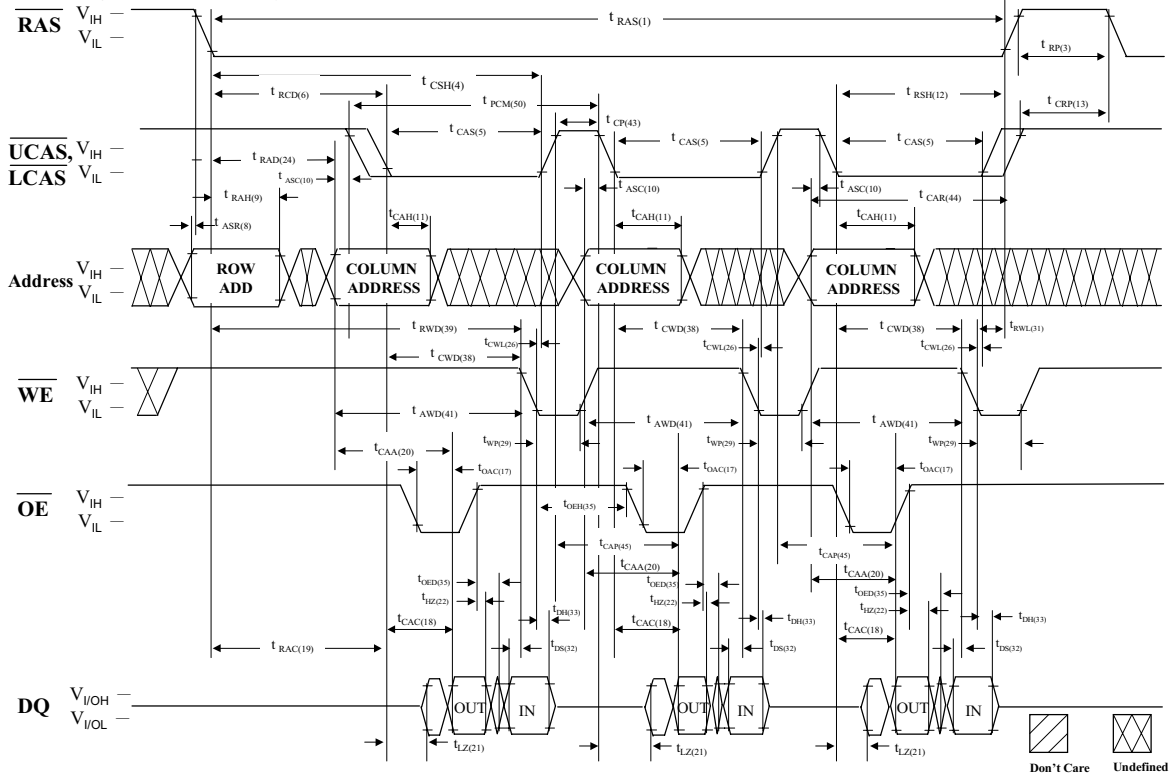 RAS
V_IH
V_IL
t RAS(1)
t RP(3)
t CSH(4)
t RCD(6)
t PCM(50)
t RSH(12)
t CRP(13)
t CP(43)
UCAS,
LCAS
V_IH
V_IL
t CAS(5)
t CAS(5)
t CAS(5)
t RAD(24)
t ASC(10)
t ASC(10)
t ASC(10)
t RAH(9)
t CAR(44)
t ASR(8)
t CAH(11)
t CAH(11)
t CAH(11)
Address
V_IH
V_IL
ROW
ADD
COLUMN
ADDRESS
COLUMN
ADDRESS
COLUMN
ADDRESS
t RWD(39)
t CWL(26)
t CWD(38)
t CWD(38)
t CWL(26)
t CWD(38)
t RWL(31)
t CWL(26)
WE
V_IH
V_IL
t AWD(41)
t AWD(41)
t AWD(41)
t WP(29)
t WP(29)
t WP(29)
t CAA(20)
t OAC(17)
t OAC(17)
t OAC(17)
OE
V_IH
V_IL
t OEH(35)
t CAP(45)
t CAP(45)
t CAA(20)
t CAA(20)
t OED(35)
t OED(35)
t OED(35)
t HZ(22)
t HZ(22)
t HZ(22)
t DH(33)
t DH(33)
t DH(33)
t CAC(18)
t CAC(18)
t CAC(18)
t RAC(19)
t DS(32)
t DS(32)
t DS(32)
DQ
V_I/OH
V_I/OL
OUT
IN
OUT
IN
OUT
IN
t LZ(21)
t LZ(21)
t LZ(21)
Don't Care
Undefined